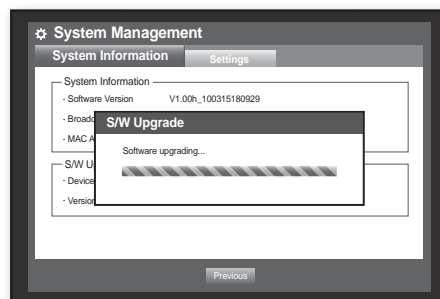 System Management
System Information
Settings
System Information
· Software Version V1.00h_100315180929
· Broadc
· MAC A
S/W Upgrade
Software upgrading...
S/W U
· Device
· Version
Previous